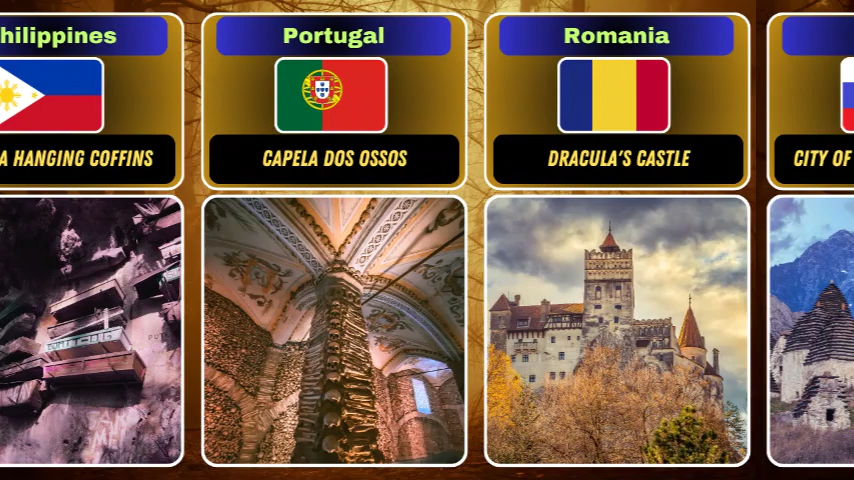 hilippines
Portugal
Romania
A HANGING COFFINS
CAPELA DOS OSSOS
DRACULA'S CASTLE
CITY OF